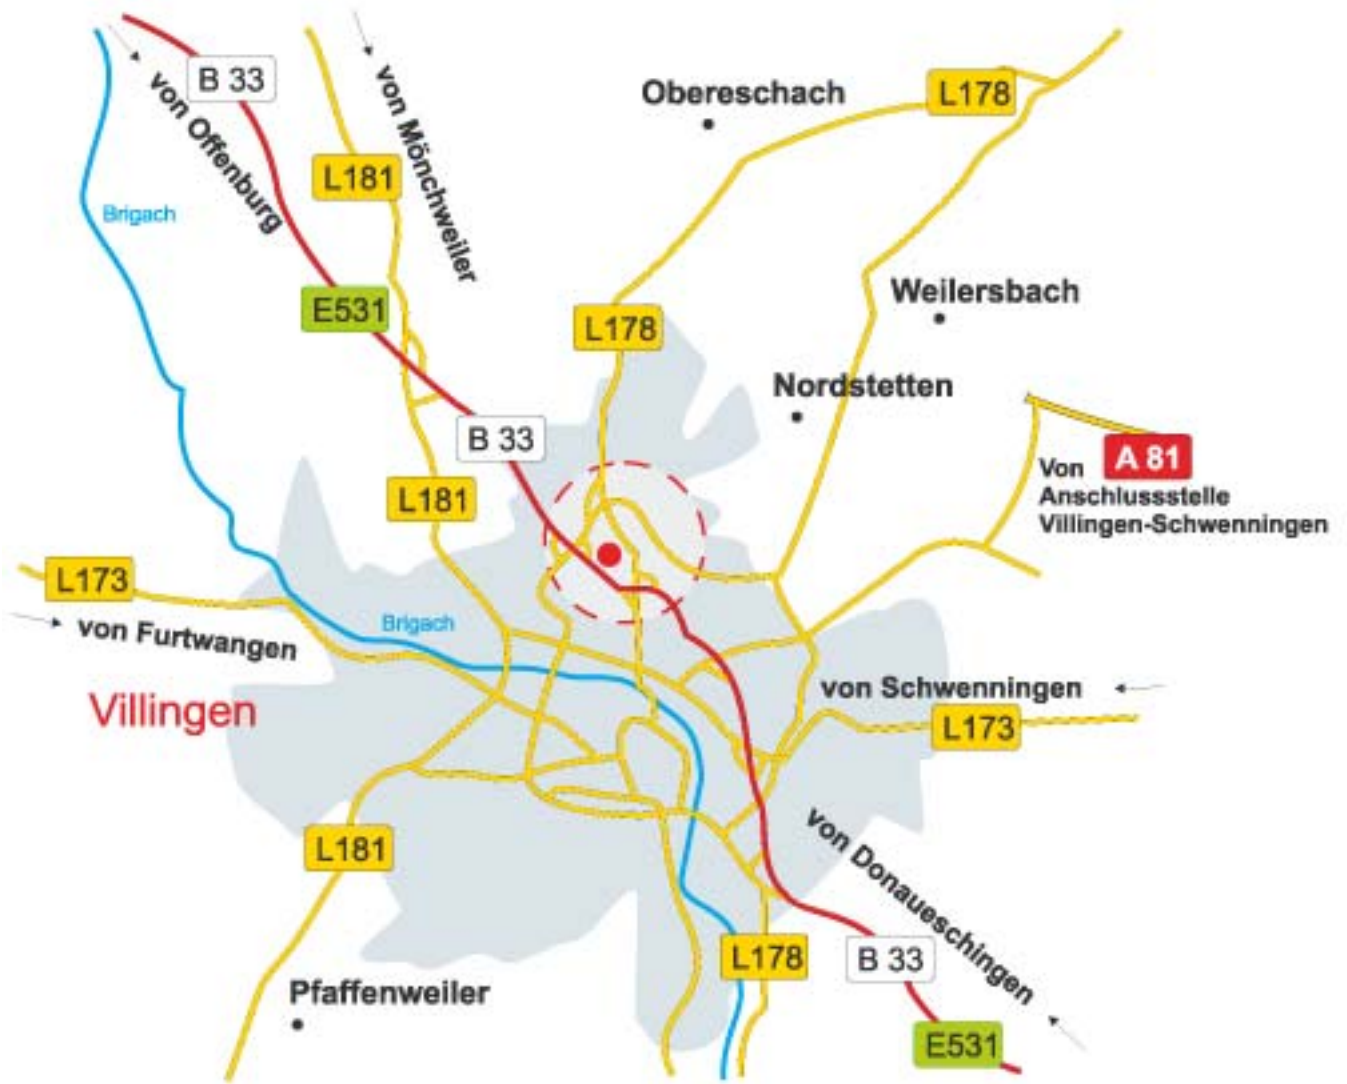 B 33
von Offenburg
von Mönchweiler
Obereschach
L178
L181
Brigach
E531
L178
Weilersbach
Nordstetten
B 33
A 81
Von
Anschlussstelle
Villingen-Schwenningen
L181
L173
von Furtwangen
Brigach
Villingen
von Schwenningen
L173
L181
von Donaueschingen
L178
B 33
Pfaffenweiler
E531